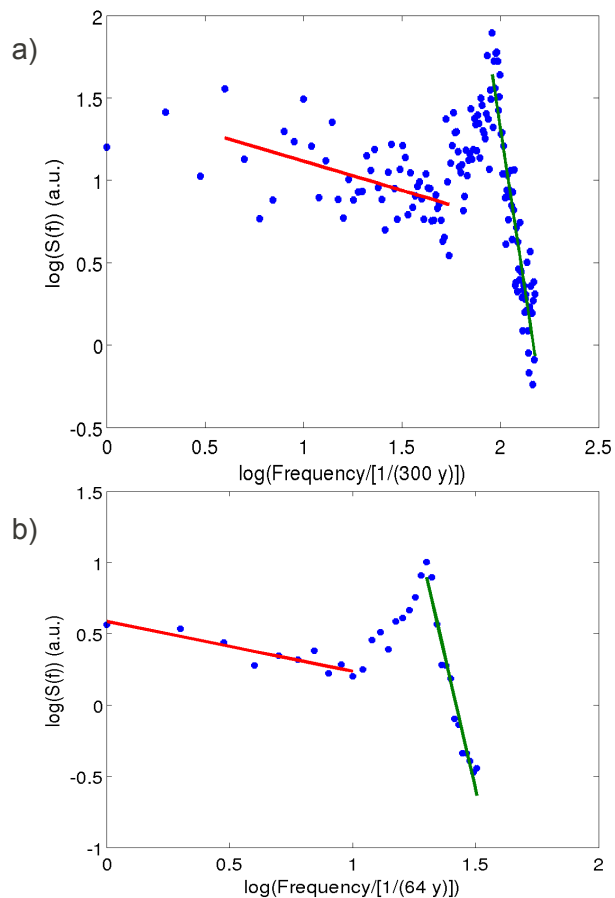 a)
2
1.5
1
0.5
0
-0.5
log(S(f)) (a.u.)
0 0.5 1 1.5 2 2.5
log(Frequency/[1/(300 y)])
b)
1.5
1
0.5
0
-0.5
-1
log(S(f)) (a.u.)
0 0.5 1 1.5 2
log(Frequency/[1/(64 y)])